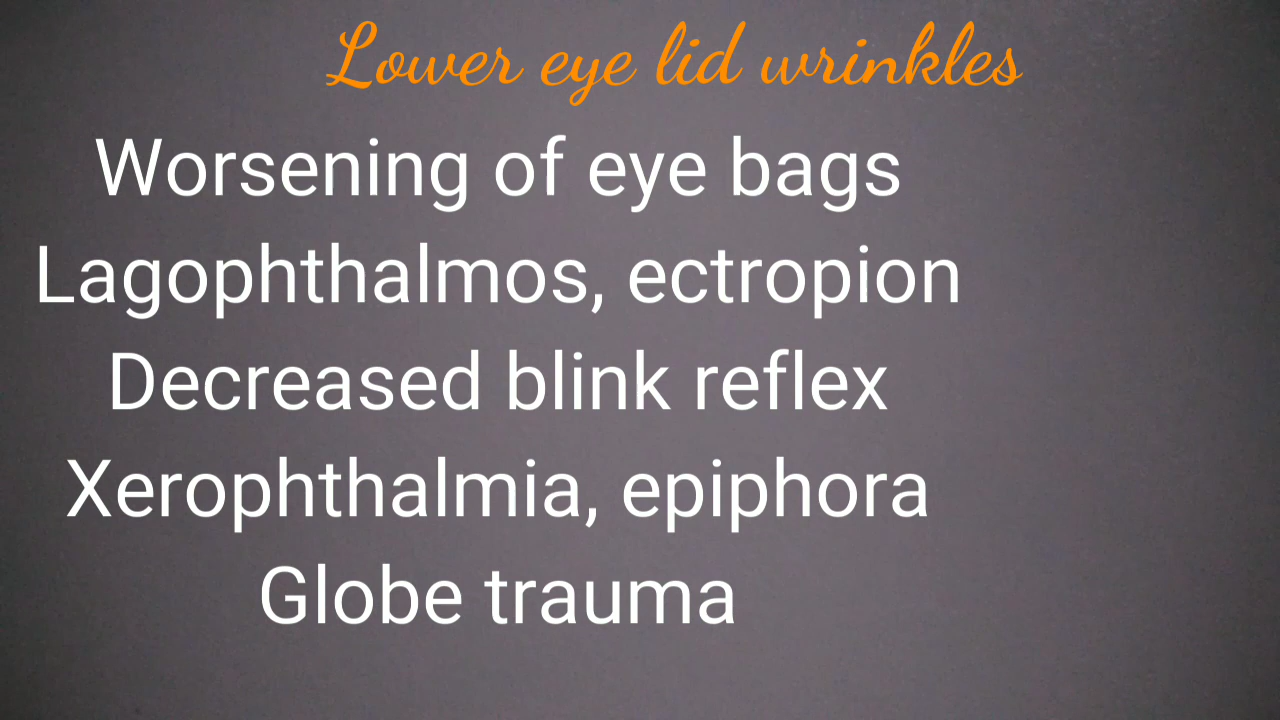 Lower eye lid wrinkles
Worsening of eye bags
Lagophthalmos, ectropion
Decreased blink reflex
Xerophthalmia, epiphora
Globe trauma